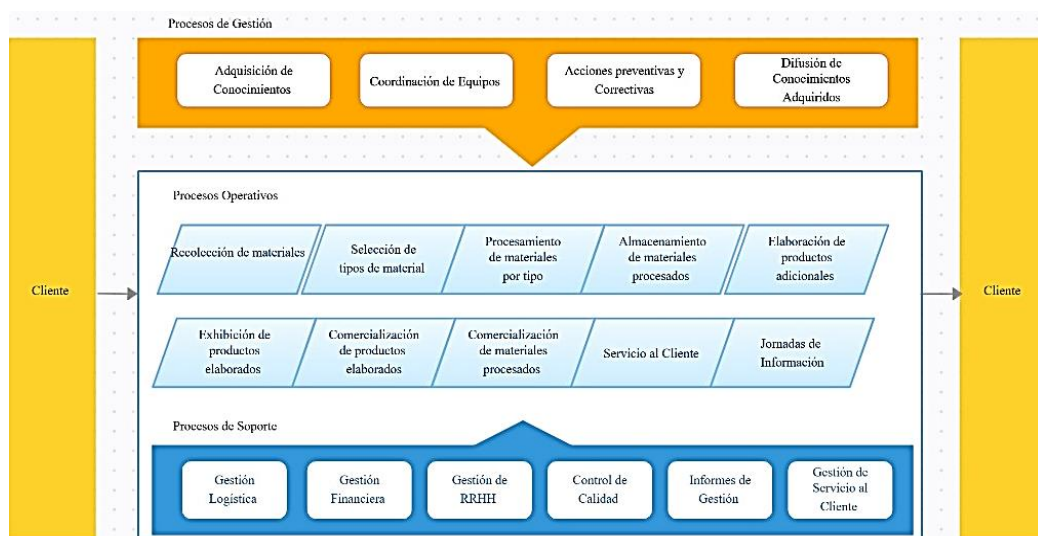 Procesos de Gestión
Adquisición de
Conocimientos
Coordinación de Equipos
Acciones preventivas y
Correctivas
Difusión de
Conocimientos
Adquiridos
Procesos Operativos
Recolección de materiales
Selección de
tipos de material
Procesamiento
de materiales
por tipo
Almacenamiento
de materiales
procesados
Elaboración de
productos
adicionales
Cliente
Cliente
Exhibición de
productos
elaborados
Comercialización
de productos
elaborados
Comercialización
de materiales
procesados
Servicio al Cliente
Jornadas de
Información
Procesos de Soporte
Gestión
Logística
Gestión
Financiera
Gestión de
RRHH
Control de
Calidad
Informes de
Gestión
Gestión de
Servicio al
Cliente